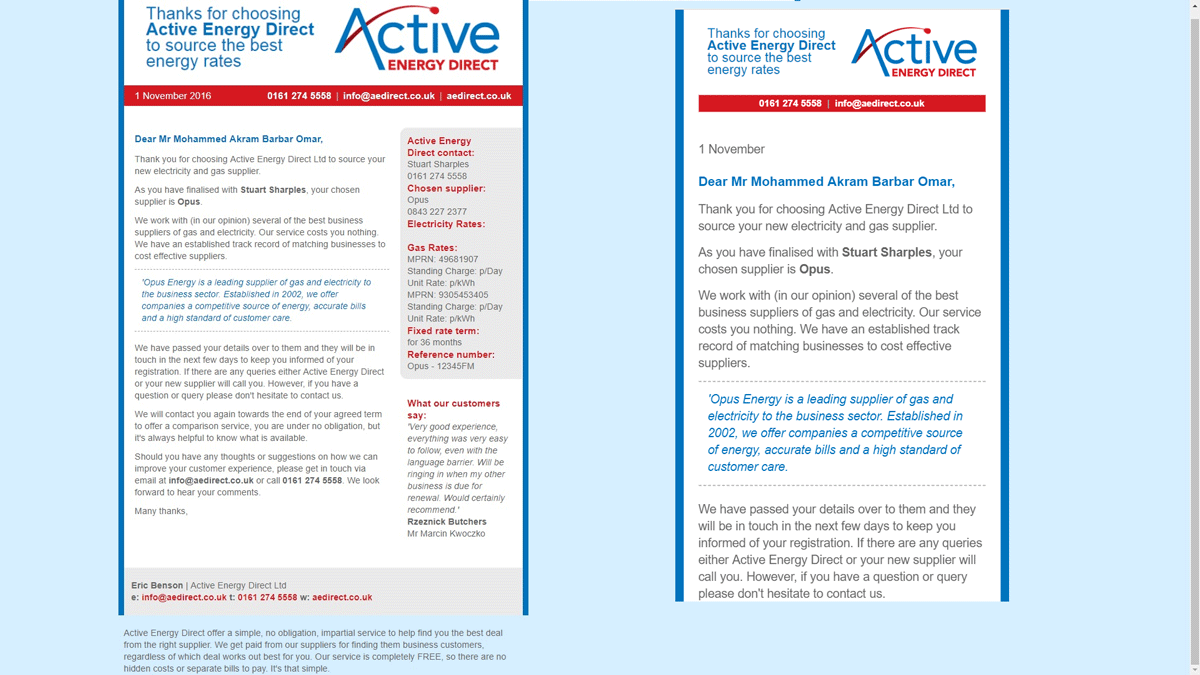 Thanks for choosing
Active Energy Direct
to source the best
energy rates
Active
ENERGY DIRECT
1 November 2016
0161 274 5558 | info@aedirect.co.uk | aedirect.co.uk
Dear Mr Mohammed Akram Barbar Omar,
Thank you for choosing Active Energy Direct Ltd to source your
new electricity and gas supplier.
As you have finalised with Stuart Sharples, your chosen
supplier is Opus.
We work with (in our opinion) several of the best business
suppliers of gas and electricity. Our service costs you nothing.
We have an established track record of matching businesses to
cost effective suppliers.
'Opus Energy is a leading supplier of gas and electricity to
the business sector. Established in 2002, we offer
companies a competitive source of energy, accurate bills
and a high standard of customer care.
We have passed your details over to them and they will be in
touch in the next few days to keep you informed of your
registration. If there are any queries either Active Energy Direct
or your new supplier will call you. However, if you have a
question or query please don't hesitate to contact us.
We will contact you again towards the end of your agreed term
to offer a comparison service, you are under no obligation, but
it's always helpful to know what is available.
Should you have any thoughts or suggestions on how we can
improve your customer experience, please get in touch via
email at info@aedirect.co.uk or call 0161 274 5558. We look
forward to hear your comments.
Many thanks,
Active Energy
Direct contact:
Stuart Sharples
0161 274 5558
Chosen supplier:
Opus
0843 227 2377
Electricity Rates:
Gas Rates:
MPRN: 49681907
Standing Charge: p/Day
Unit Rate: p/kWh
MPRN: 9305453405
Standing Charge: p/Day
Unit Rate: p/kWh
Fixed rate term:
for 36 months
Reference number:
Opus - 12345FM
What our customers
say:
'Very good experience,
everything was very easy
to follow, even with the
language barrier. Will be
ringing in when my other
business is due for
renewal. Would certainly
recommend.'
Rzeznick Butchers
Mr Marcin Kwoczko
Eric Benson | Active Energy Direct Ltd
e: info@aedirect.co.uk t: 0161 274 5558 w: aedirect.co.uk
Active Energy Direct offer a simple, no obligation, impartial service to help find you the best deal
from the right supplier. We get paid from our suppliers for finding them business customers,
regardless of which deal works out best for you. Our service is completely FREE, so there are no
hidden costs or separate bills to pay. It's that simple.
Thanks for choosing
Active Energy Direct
to source the best
energy rates
Active
ENERGY DIRECT
0161 274 5558 | info@aedirect.co.uk
1 November
Dear Mr Mohammed Akram Barbar Omar,
Thank you for choosing Active Energy Direct Ltd to
source your new electricity and gas supplier.
As you have finalised with Stuart Sharples, your
chosen supplier is Opus.
We work with (in our opinion) several of the best
business suppliers of gas and electricity. Our service
costs you nothing. We have an established track
record of matching businesses to cost effective
suppliers.
'Opus Energy is a leading supplier of gas and
electricity to the business sector. Established in
2002, we offer companies a competitive source
of energy, accurate bills and a high standard of
customer care.
We have passed your details over to them and they
will be in touch in the next few days to keep you
informed of your registration. If there are any queries
either Active Energy Direct or your new supplier will
call you. However, if you have a question or query
please don't hesitate to contact us.